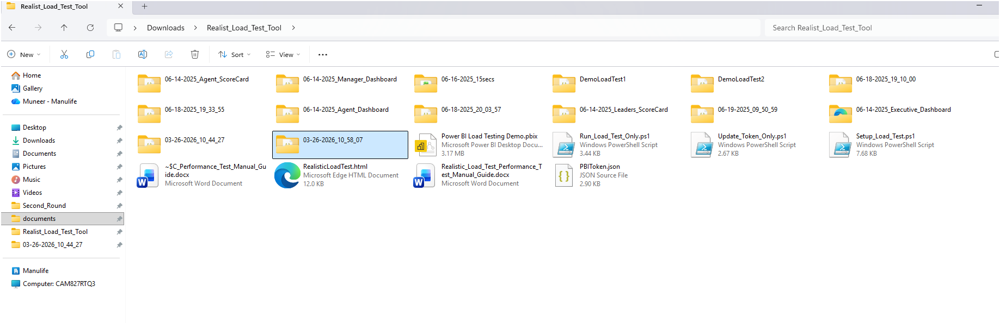 Realist_Load_Test_Tool
Downloads
Realist_Load_Test_Tool
Search Realist_Load_Test_Tool
New
Sort
View
Home
Gallery
Muneer - Manulife
Desktop
Downloads
Documents
Pictures
Music
Videos
Second_Round
documents
Realist_Load_Test_Tool
03-26-2026_10_44_27
Manulife
Computer: CAM827RTQ3
06-14-2025_Agent_ScoreCard
06-14-2025_Manager_Dashboard
06-16-2025_15secs
DemoLoadTest1
DemoLoadTest2
06-18-2025_19_10_00
06-18-2025_19_33_55
06-14-2025_Agent_Dashboard
06-18-2025_20_03_57
06-14-2025_Leaders_ScoreCard
06-19-2025_09_50_59
06-14-2025_Executive_Dashboard
03-26-2026_10_44_27
03-26-2026_10_58_07
Power BI Load Testing Demo.pbix
Microsoft Power BI Desktop Docu...
3.17 MB
Run_Load_Test_Only.ps1
Windows PowerShell Script
3.44 KB
Update_Token_Only.ps1
Windows PowerShell Script
2.67 KB
Setup_Load_Test.ps1
Windows PowerShell Script
7.68 KB
~$C_Performance_Test_Manual_Gu
ide.docx
Microsoft Word Document
RealisticLoadTest.html
Microsoft Edge HTML Document
12.0 KB
Realistic_Load_Test_Performance_T
est_Manual_Guide.docx
Microsoft Word Document
PBIToken.json
JSON Source File
2.90 KB